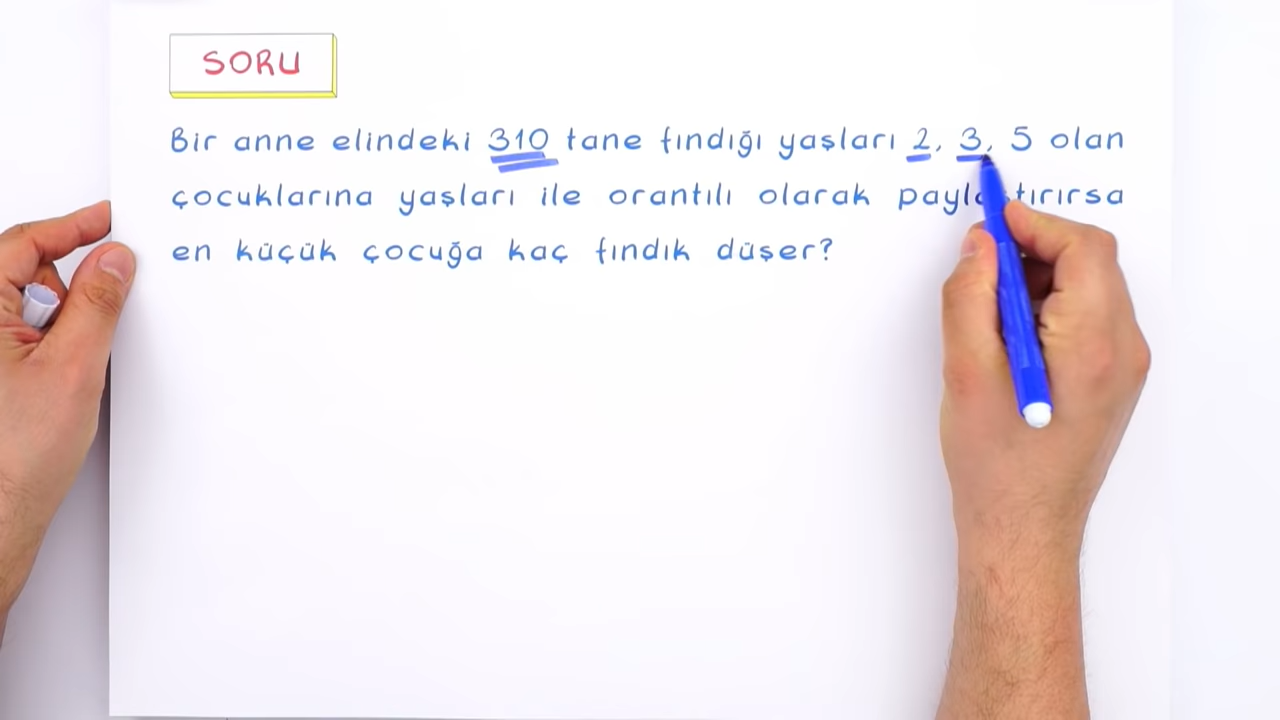 SORU
Bir anne elindeki 310 tane fındığı yaşları 2, 3, 5 olan
çocuklarına yaşları ile orantılı olarak paylaştırırsa
en küçük çocuğa kaç fındık düşer?